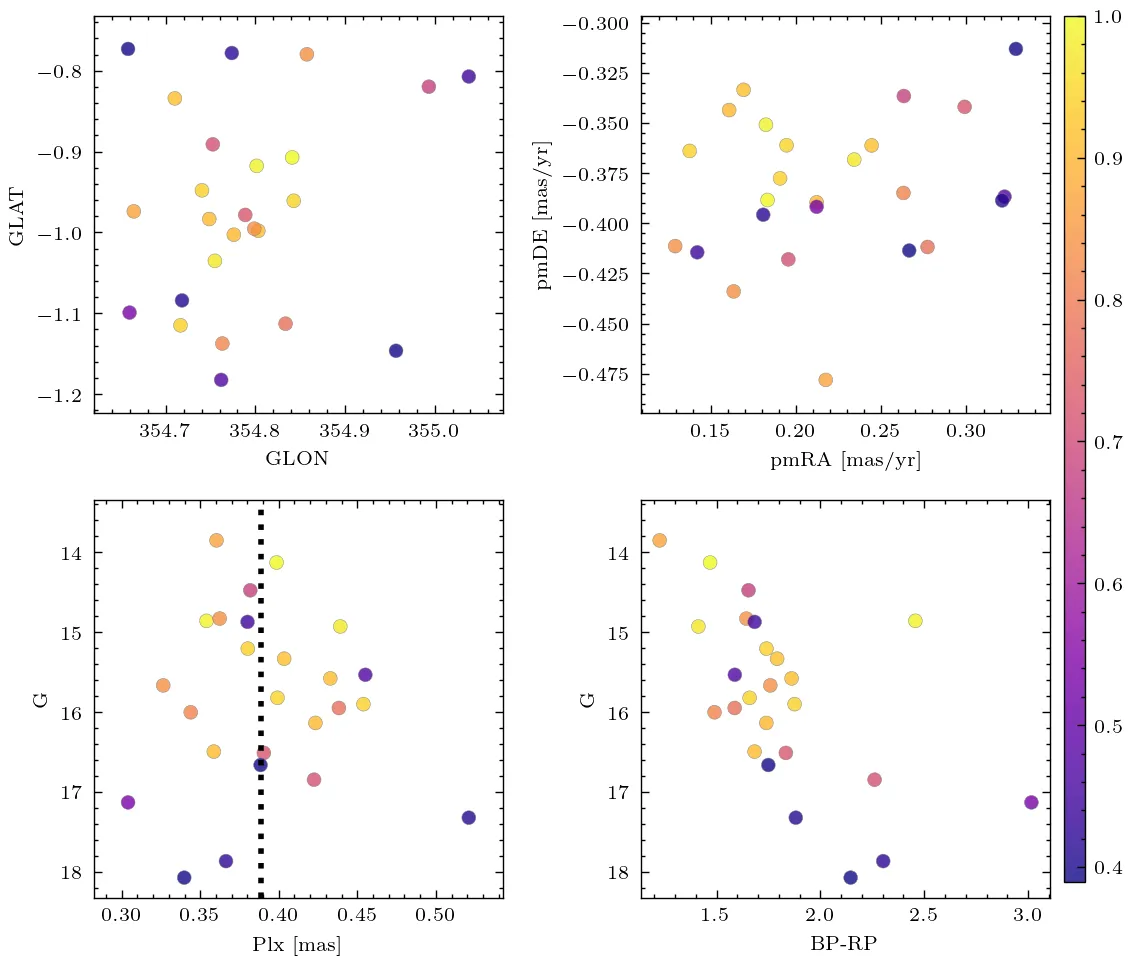 −0.8
−0.9
−1.0
−1.1
−1.2
GLAT
354.7 354.8 354.9 355.0
GLON
−0.300
−0.325
−0.350
−0.375
−0.400
−0.425
−0.450
−0.475
pmDE [mas/yr]
0.15 0.20 0.25 0.30
pmRA [mas/yr]
14
15
16
17
18
G
0.30 0.35 0.40 0.45 0.50
Plx [mas]
14
15
16
17
18
G
1.5 2.0 2.5 3.0
BP-RP
1.0
0.9
0.8
0.7
0.6
0.5
0.4